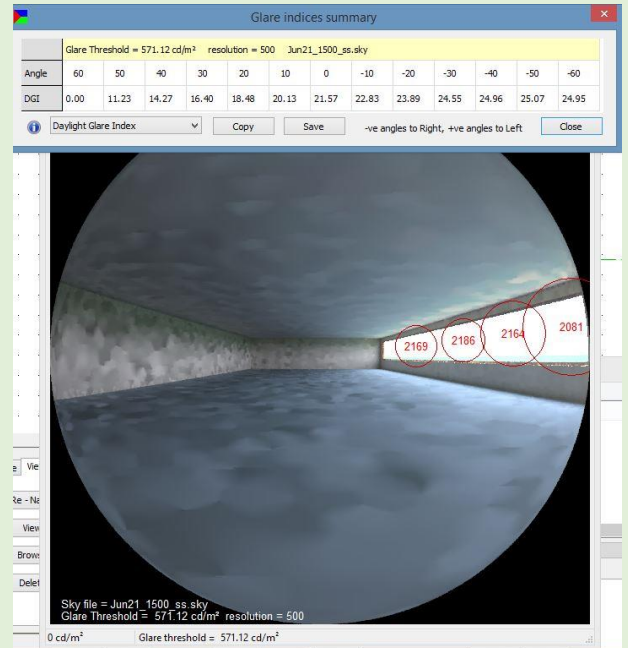 Glare indices summary
Glare Threshold = 571.12 cd/m² resolution = 500 Jun21_1500_ss.sky
Angle 60 50 40 30 20 10 0 -10 -20 -30 -40 -50 -60
DGI 0.00 11.23 14.27 16.40 18.48 20.13 21.57 22.83 23.89 24.55 24.96 25.07 24.95
Daylight Glare Index Copy Save -ve angles to Right, +ve angles to Left Close
2169 2186 2164 2081
e Vie
Re - Na
View
Brows
Delet
Sky file = Jun21_1500_ss.sky
Glare Threshold = 571.12 cd/m² resolution = 500
0 cd/m² Glare threshold = 571.12 cd/m²